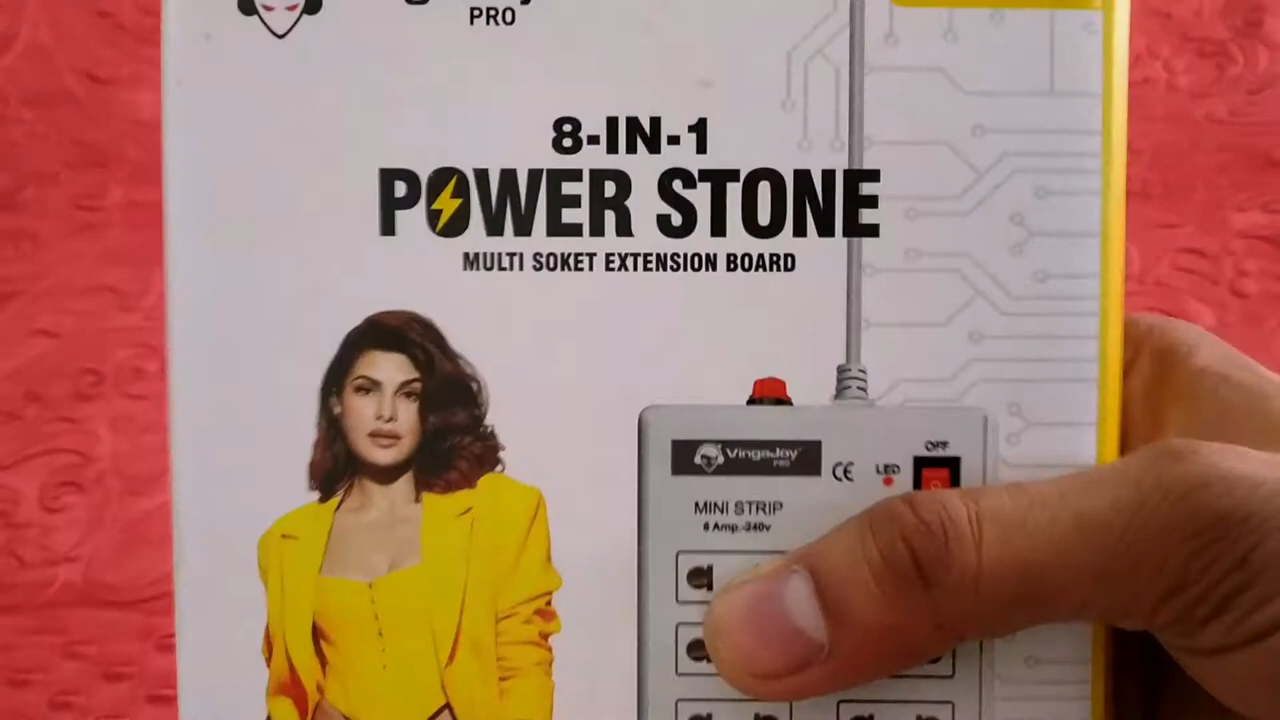 PRO
8-IN-1
POWER STONE
MULTI SOKET EXTENSION BOARD
VingaJoy
PRO
CE
LED
OFF
MINI STRIP
6 Amp.-240v